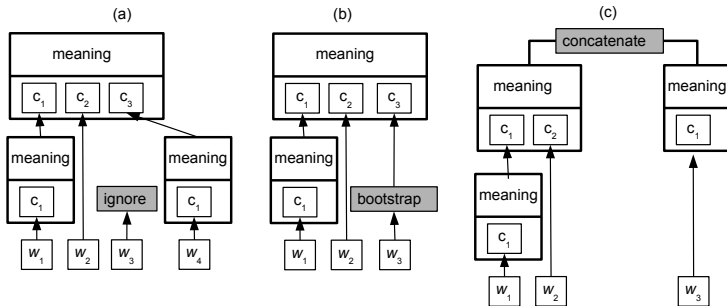 (a)
meaning
c₁ c₂ c₃
meaning
c₁
ignore
meaning
c₁
w₁ w₂ w₃ w₄
(b)
meaning
c₁ c₂ c₃
meaning
c₁
bootstrap
w₁ w₂ w₃
(c)
concatenate
meaning
c₁ c₂
meaning
c₁
meaning
c₁
w₁ w₂ w₃